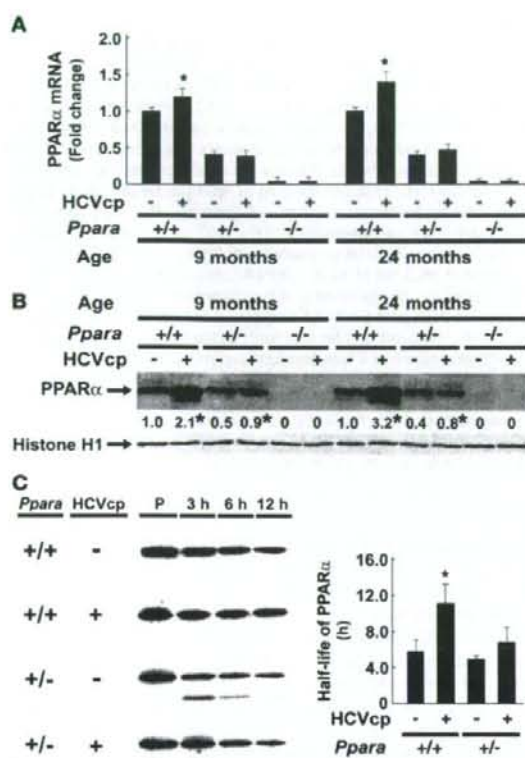 A
PPARα mRNA
(Fold change)
2.0
1.5
1.0
0.5
0
HCVcp - + - + - + - + - + - +
Ppara +/+ +/- -/- +/+ +/- -/-
Age 9 months 24 months
B
Age 9 months 24 months
Ppara +/+ +/- -/- +/+ +/- -/-
HCVcp - + - + - + - + - + - +
PPARα
1.0 2.1* 0.5 0.9* 0 0 1.0 3.2* 0.4 0.8* 0 0
Histone H1
C
Ppara HCVcp P 3 h 6 h 12 h
+/+ -
+/+ +
+/- -
+/- +
Half-life of PPARα
(h)
16.0
12.0
8.0
4.0
0
HCVcp - + - +
Ppara +/+ +/-